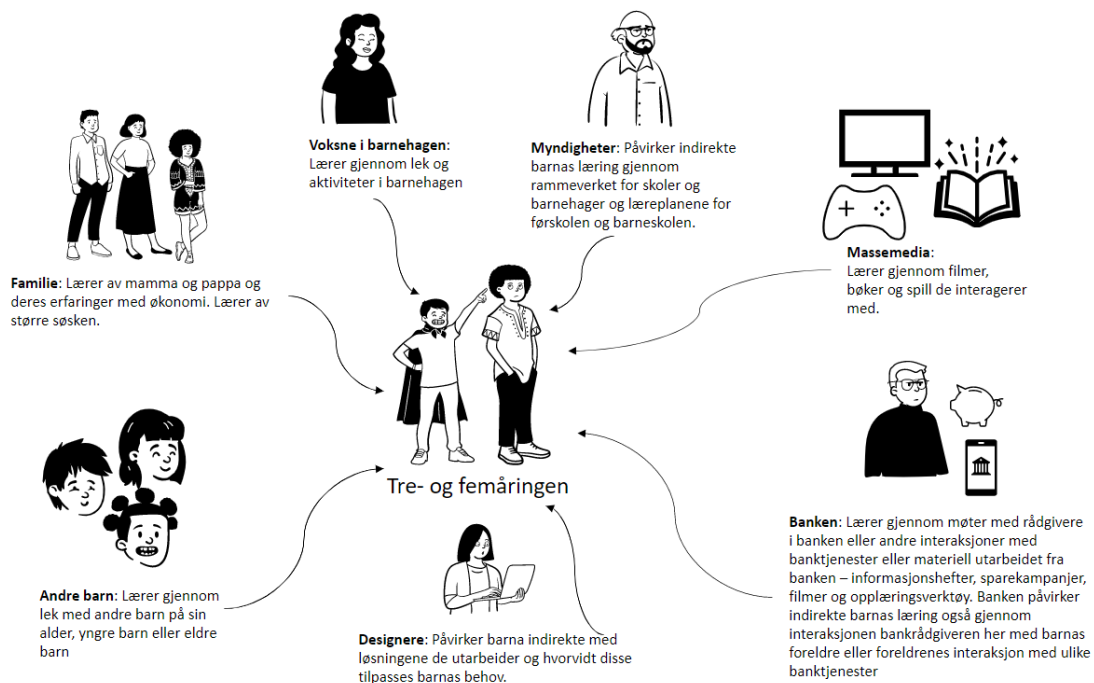 Voksne i barnehagen:
Lærer gjennom lek og
aktiviteter i barnehagen
Myndigheter: Påvirker indirekte
barnas læring gjennom
rammeverket for skoler og
barnehager og læreplanene for
førskolen og barneskolen.
Massemedia:
Lærer gjennom filmer,
bøker og spill de interagerer
med.
Familie: Lærer av mamma og pappa og
deres erfaringer med økonomi. Lærer av
større søsken.
Tre- og femåringen
Andre barn: Lærer gjennom
lek med andre barn på sin
alder, yngre barn eller eldre
barn
Designere: Påvirker barna indirekte med
løsningene de utarbeider og hvorvidt disse
tilpasses barnas behov.
Banken: Lærer gjennom møter med rådgivere
i banken eller andre interaksjoner med
banktjenester eller materiell utarbeidet fra
banken – informasjonshefter, sparekampanjer,
filmer og opplæringsverktøy. Banken påvirker
indirekte barnas læring også gjennom
interaksjonen bankrådgiveren her med barnas
foreldre eller foreldrenes interaksjon med ulike
banktjenester